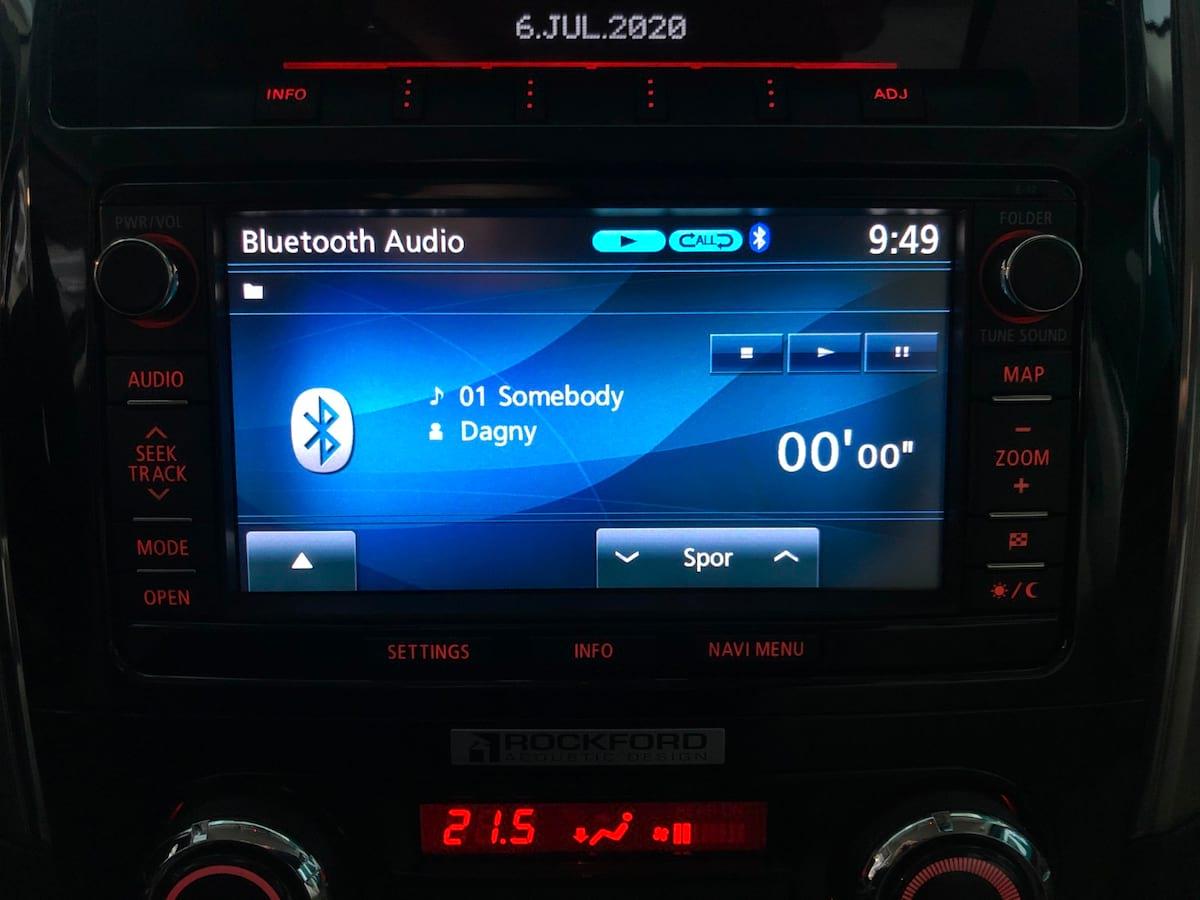 6.JUL.2020
INFO
ADJ
PWR/VOL
FOLDER
Bluetooth Audio
ALL
9:49
TUNE SOUND
AUDIO
MAP
SEEK
TRACK
01 Somebody
Dagny
00'00"
ZOOM
MODE
OPEN
Spor
SETTINGS
INFO
NAVI MENU
ROCKFORD
ACOUSTIC DESIGN
21.5